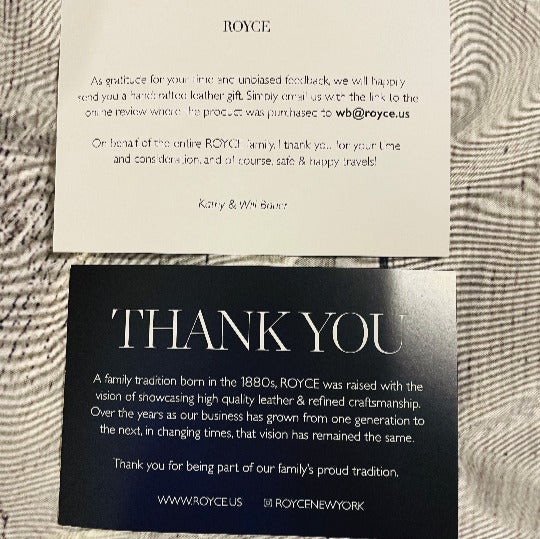 ROYCE
As gratitude for your time and unbiased feedback, we will happily
send you a handcrafted leather gift. Simply email us with the link to the
online review where the product was purchased to wb@royce.us
On behalf of the entire ROYCE family, I thank you for your time
and consideration, and of course, safe & happy travels!
Kathy & Will Bauer
THANK YOU
A family tradition born in the 1880s, ROYCE was raised with the
vision of showcasing high quality leather & refined craftsmanship.
Over the years as our business has grown from one generation to
the next, in changing times, that vision has remained the same.
Thank you for being part of our family's proud tradition.
WWW.ROYCE.US ROYCENEWYORK